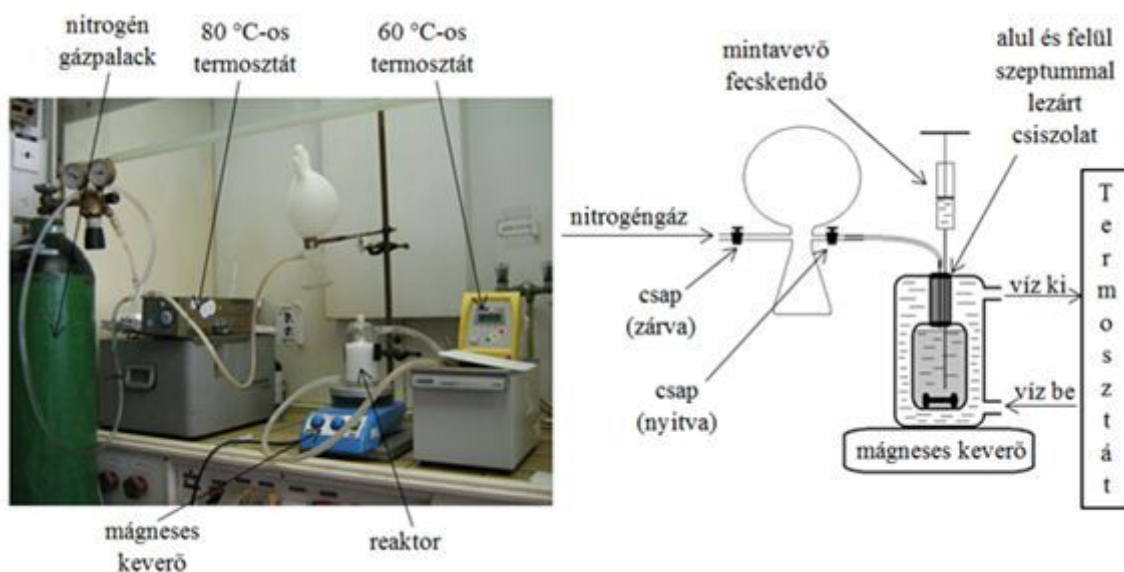 nitrogén
gázpalack
80 °C-os
termosztát
60 °C-os
termosztát
mágneses
keverő
reaktor
mintavevő
fecskendő
alul és felül
szeptummal
lezárt
csiszolat
nitrogéngáz
csap
(zárva)
csap
(nyitva)
víz ki
víz be
mágneses keverő
Termosztát